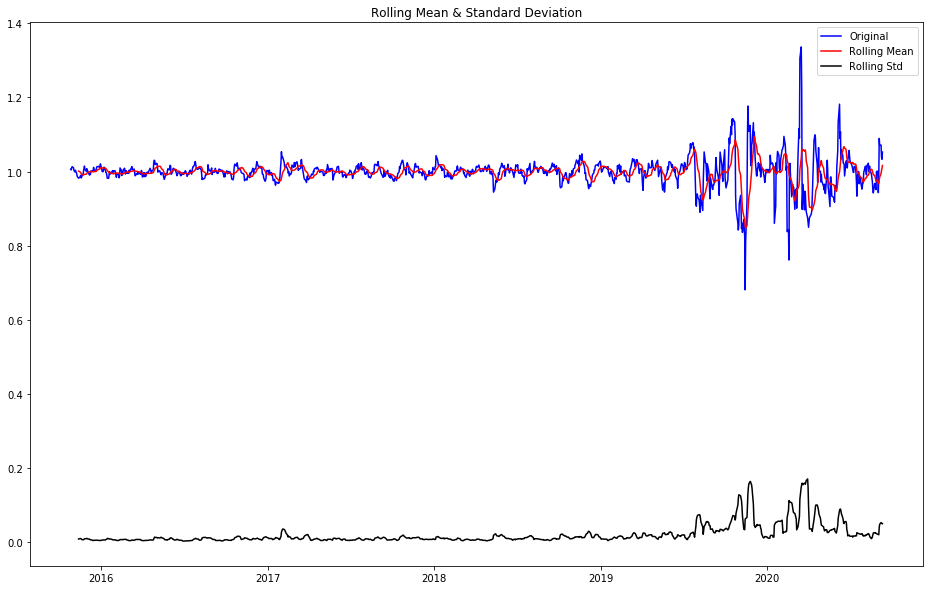 Rolling Mean & Standard Deviation
1.4
1.2
1.0
0.8
0.6
0.4
0.2
0.0
Original
Rolling Mean
Rolling Std
2016 2017 2018 2019 2020